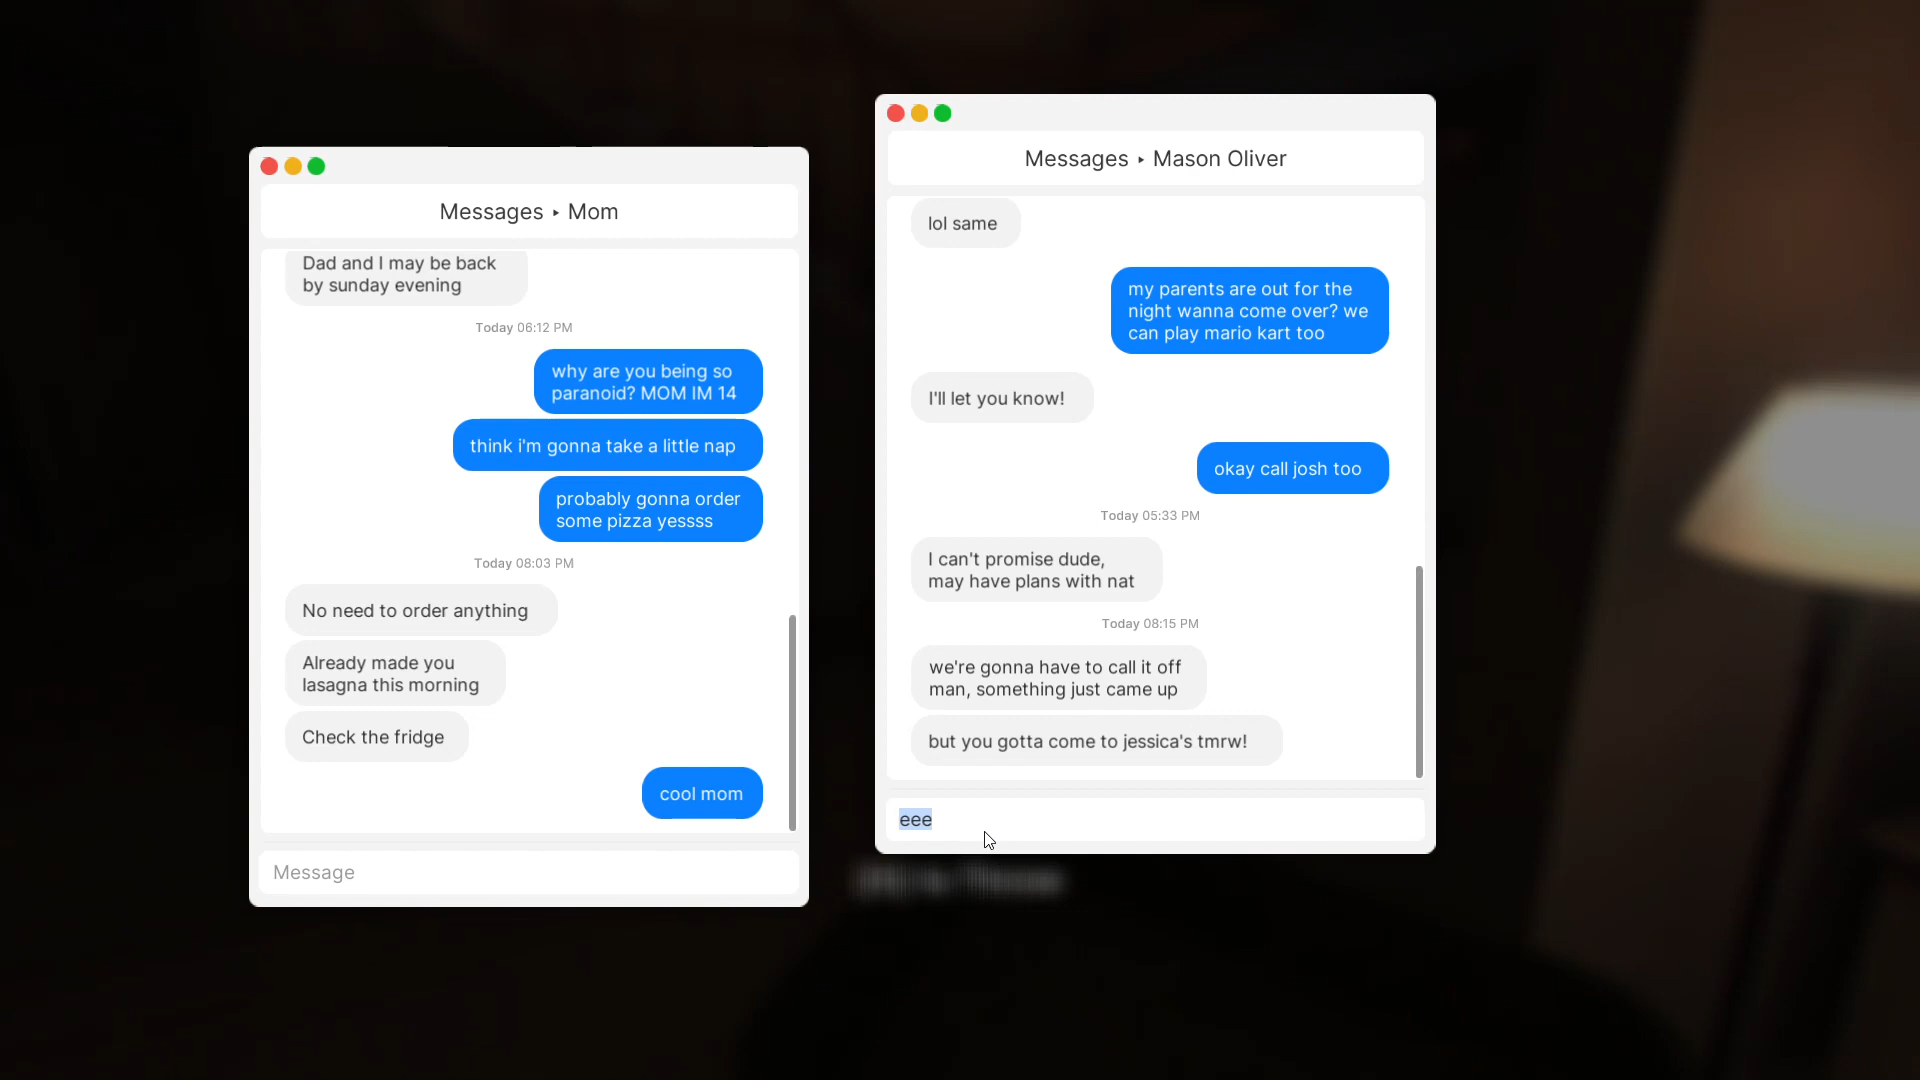 Messages ▸ Mom
Dad and I may be back
by sunday evening
Today 06:12 PM
why are you being so
paranoid? MOM IM 14
think i'm gonna take a little nap
probably gonna order
some pizza yessss
Today 08:03 PM
No need to order anything
Already made you
lasagna this morning
Check the fridge
cool mom
Message
Messages ▸ Mason Oliver
lol same
my parents are out for the
night wanna come over? we
can play mario kart too
I'll let you know!
okay call josh too
Today 05:33 PM
I can't promise dude,
may have plans with nat
Today 08:15 PM
we're gonna have to call it off
man, something just came up
but you gotta come to jessica's tmrw!
eee